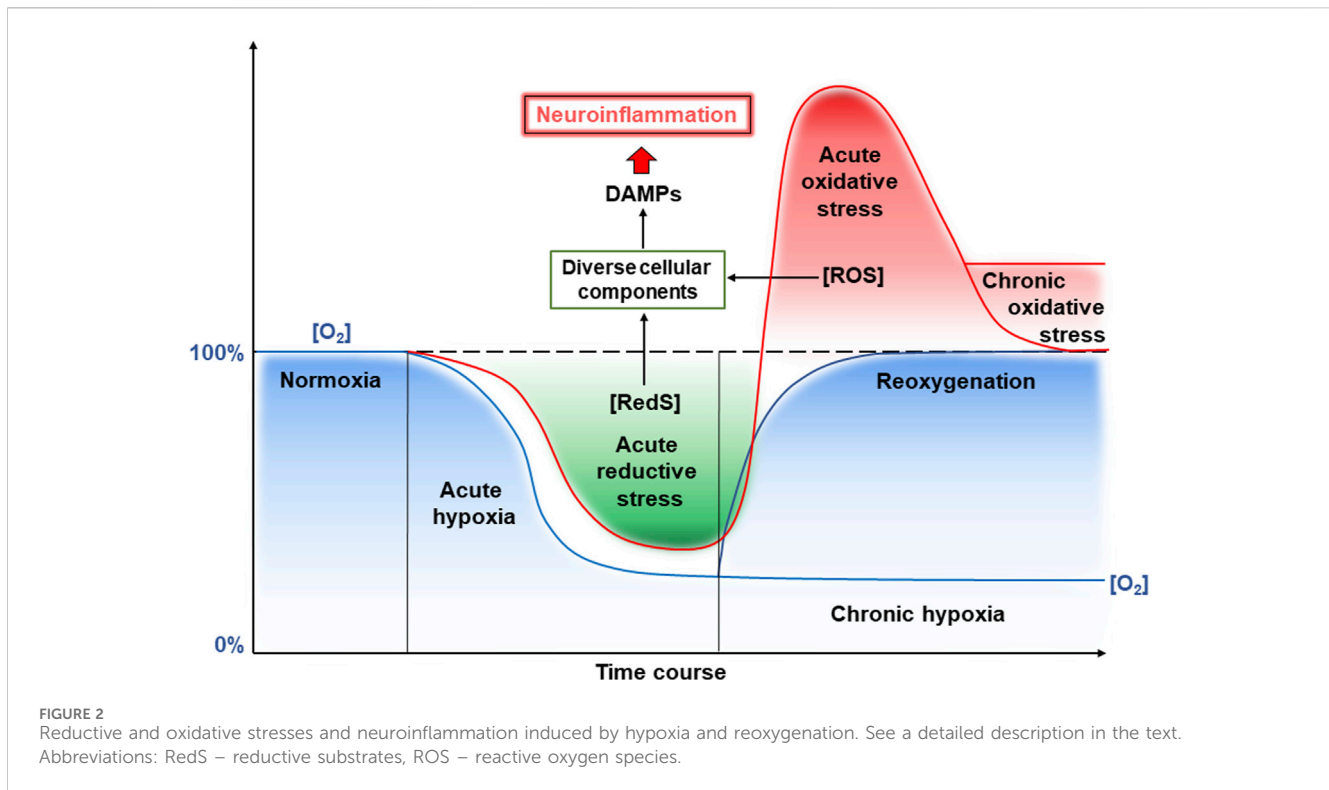 Neuroinflammation
DAMPs
Diverse cellular
components
[ROS]
Acute
oxidative
stress
Chronic
oxidative
stress
[O₂]
100%
Normoxia
[RedS]
Acute
reductive
stress
Reoxygenation
Acute
hypoxia
[O₂]
Chronic hypoxia
0%
Time course
FIGURE 2
Reductive and oxidative stresses and neuroinflammation induced by hypoxia and reoxygenation. See a detailed description in the text.
Abbreviations: RedS – reductive substrates, ROS – reactive oxygen species.